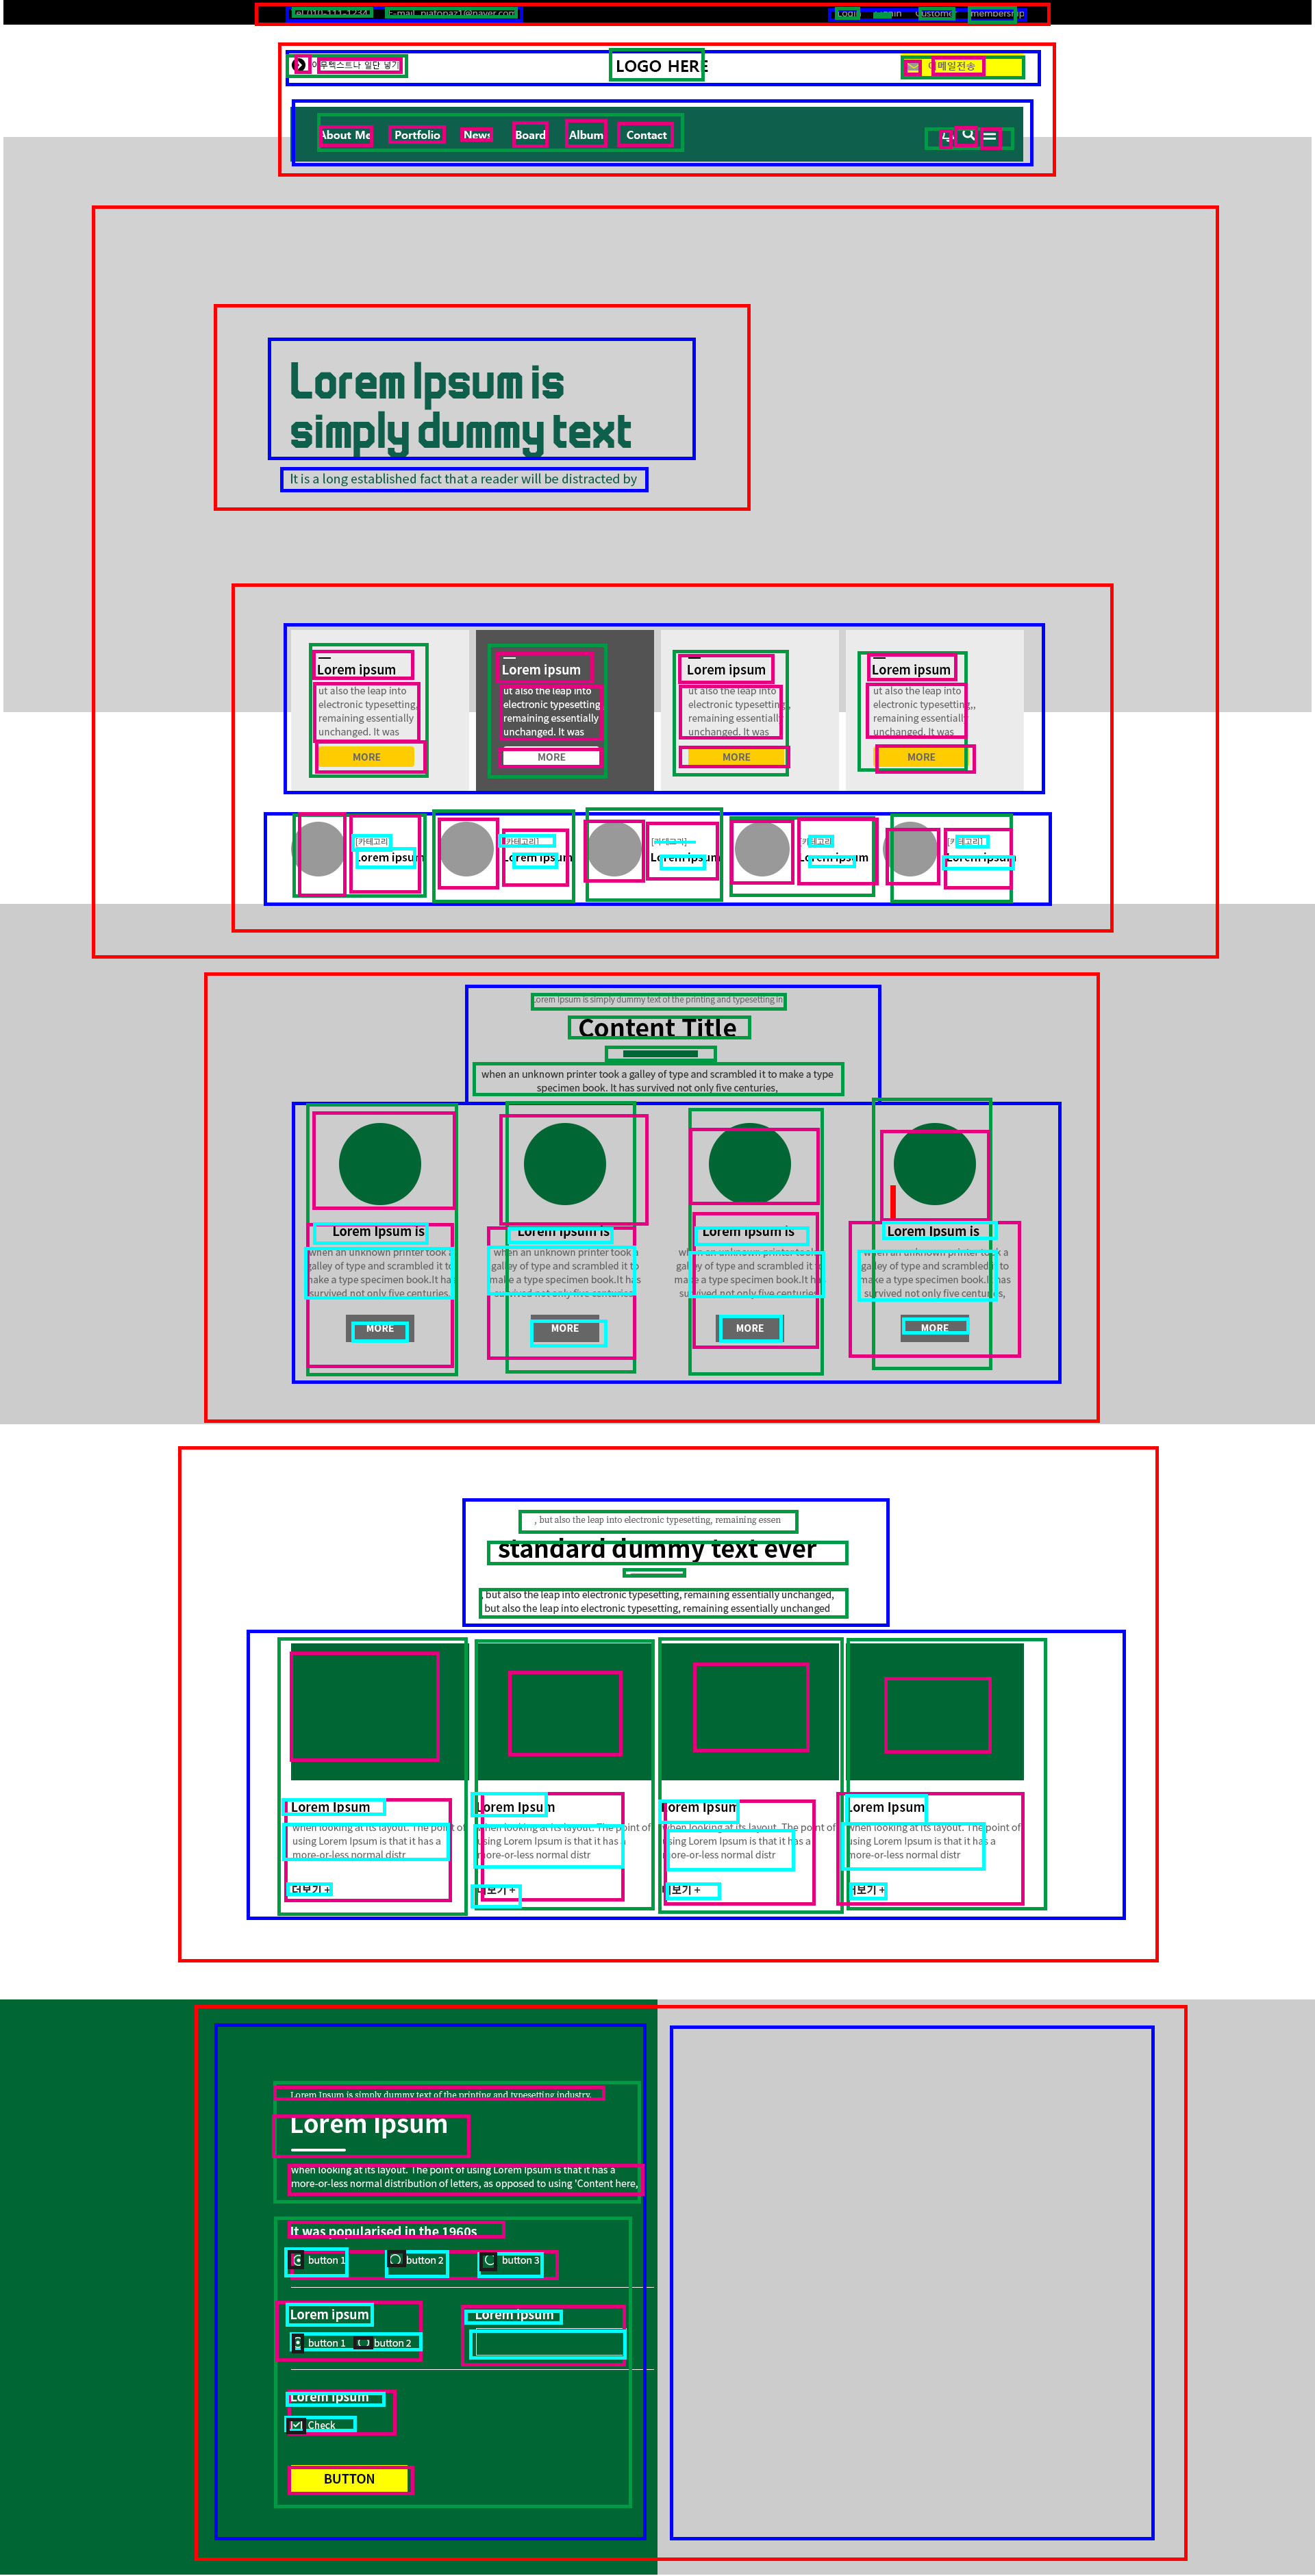 Tel 010-111-1234
E-mail
Login
Customer
membership
LOGO HERE
이메일전송
About Me Portfolio News Board Album Contact
Lorem Ipsum is
simply dummy text
It is a long established fact that a reader will be distracted by
Lorem ipsum
ut also the leap into
electronic typesetting,
remaining essentially
unchanged. It was
MORE
Lorem ipsum
ut also the leap into
electronic typesetting,
remaining essentially
unchanged. It was
MORE
Lorem ipsum
ut also the leap into
electronic typesetting,,
remaining essentially
unchanged. It was
MORE
Lorem ipsum
ut also the leap into
electronic typesetting,,
remaining essentially
unchanged. It was
MORE
[카테고리]
Lorem ipsum
[카테고리]
Lorem ipsum
[카테고리]
Lorem ipsum
[카테고리]
Lorem ipsum
[카테고리]
Lorem ipsum
Lorem Ipsum is simply dummy text of the printing and typesetting in
Content Title
when an unknown printer took a galley of type and scrambled it to make a type
specimen book. It has survived not only five centuries,
Lorem Ipsum is
when an unknown printer took a
galley of type and scrambled it to
make a type specimen book.It has
survived not only five centuries,
MORE
Lorem Ipsum is
when an unknown printer took a
galley of type and scrambled it to
make a type specimen book.It has
survived not only five centuries,
MORE
Lorem Ipsum is
when an unknown printer took a
galley of type and scrambled it to
make a type specimen book.It has
survived not only five centuries,
MORE
Lorem Ipsum is
when an unknown printer took a
galley of type and scrambled it to
make a type specimen book.It has
survived not only five centuries,
MORE
, but also the leap into electronic typesetting, remaining essen
standard dummy text ever
, but also the leap into electronic typesetting, remaining essentially unchanged,
but also the leap into electronic typesetting, remaining essentially unchanged
Lorem Ipsum
when looking at its layout. The point of
using Lorem Ipsum is that it has a
more-or-less normal distr
더보기 +
Lorem Ipsum
when looking at its layout. The point of
using Lorem Ipsum is that it has a
more-or-less normal distr
더보기 +
Lorem Ipsum
when looking at its layout. The point of
using Lorem Ipsum is that it has a
more-or-less normal distr
더보기 +
Lorem Ipsum
when looking at its layout. The point of
using Lorem Ipsum is that it has a
more-or-less normal distr
더보기 +
Lorem Ipsum is simply dummy text of the printing and typesetting industry.
Lorem Ipsum
when looking at its layout. The point of using Lorem Ipsum is that it has a
more-or-less normal distribution of letters, as opposed to using 'Content here,
It was popularised in the 1960s
button 1 button 2 button 3
Lorem ipsum
button 1 button 2
Lorem ipsum
Lorem ipsum
Check
BUTTON